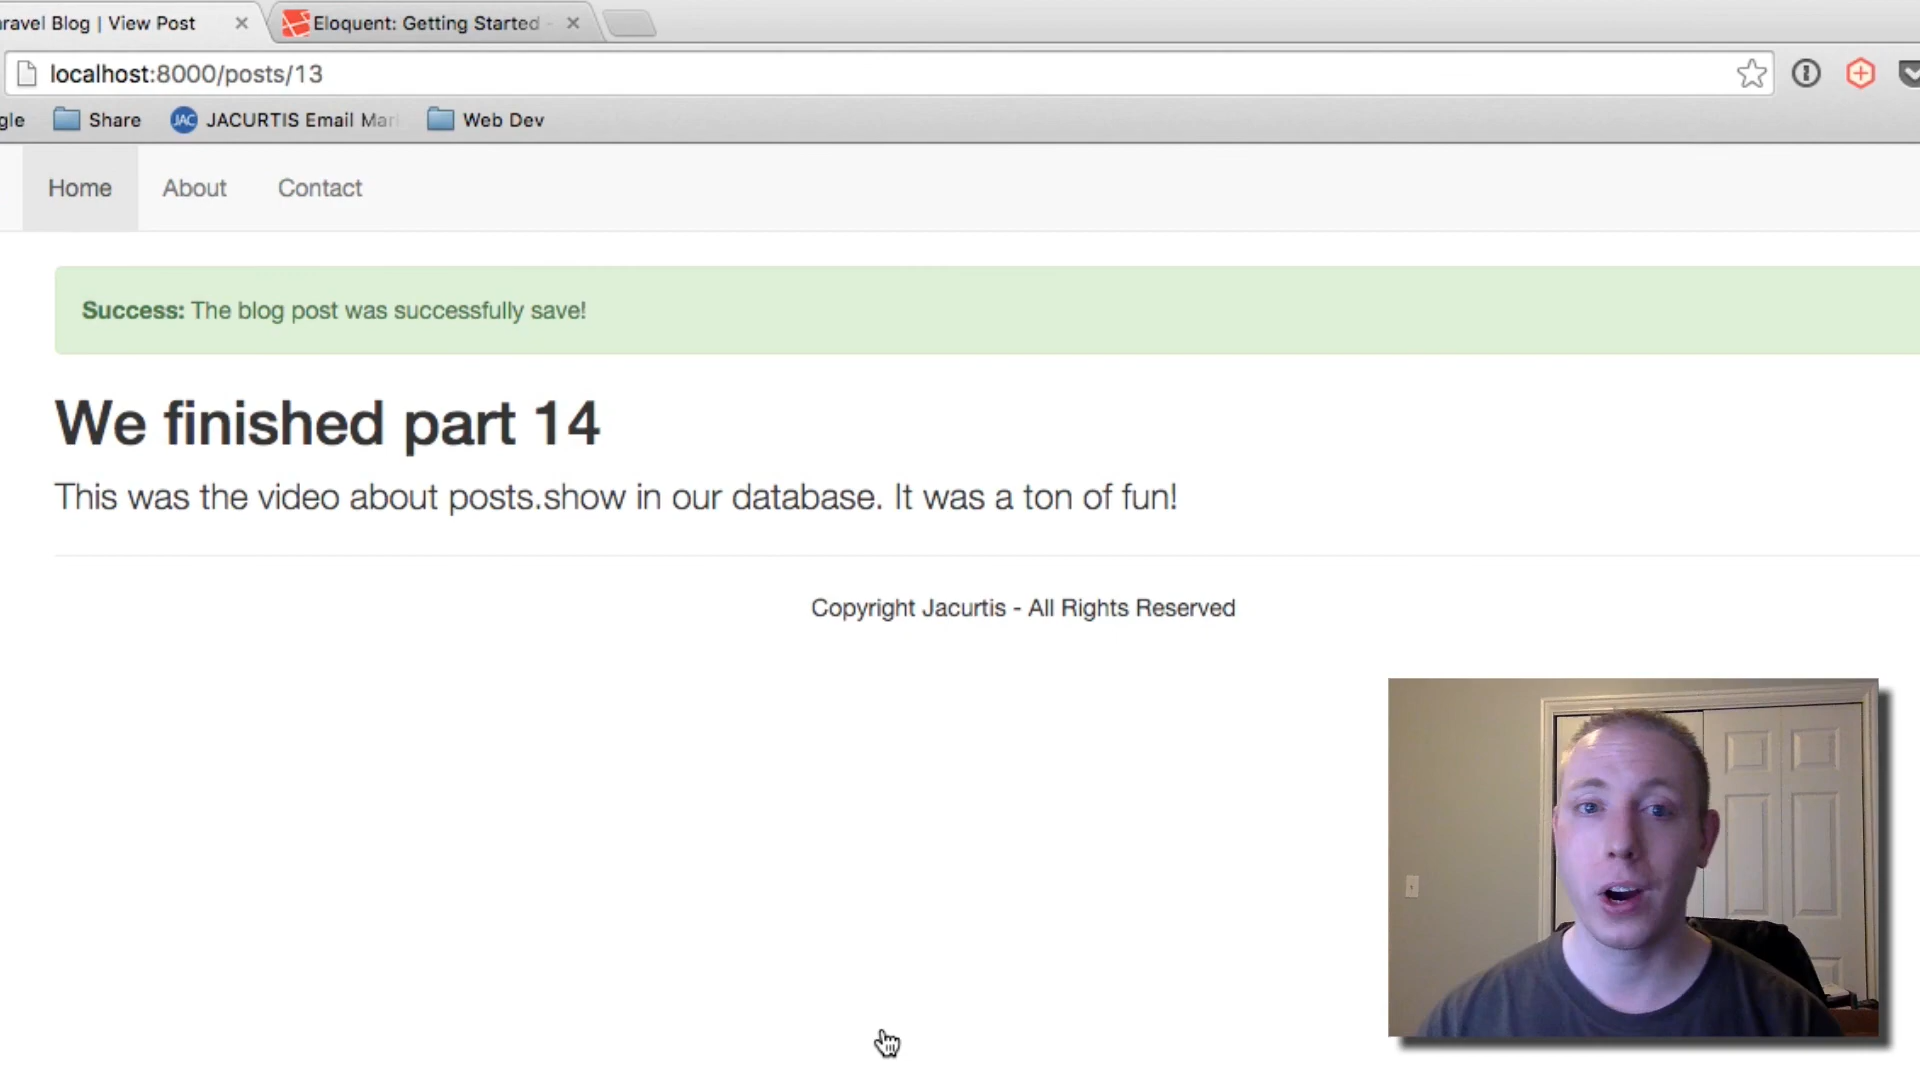 ravel Blog | View Post
Eloquent: Getting Started -
localhost:8000/posts/13
gle
Share
JAC
JACURTIS Email Mar
Web Dev
Home
About
Contact
Success: The blog post was successfully save!
We finished part 14
This was the video about posts.show in our database. It was a ton of fun!
Copyright Jacurtis - All Rights Reserved